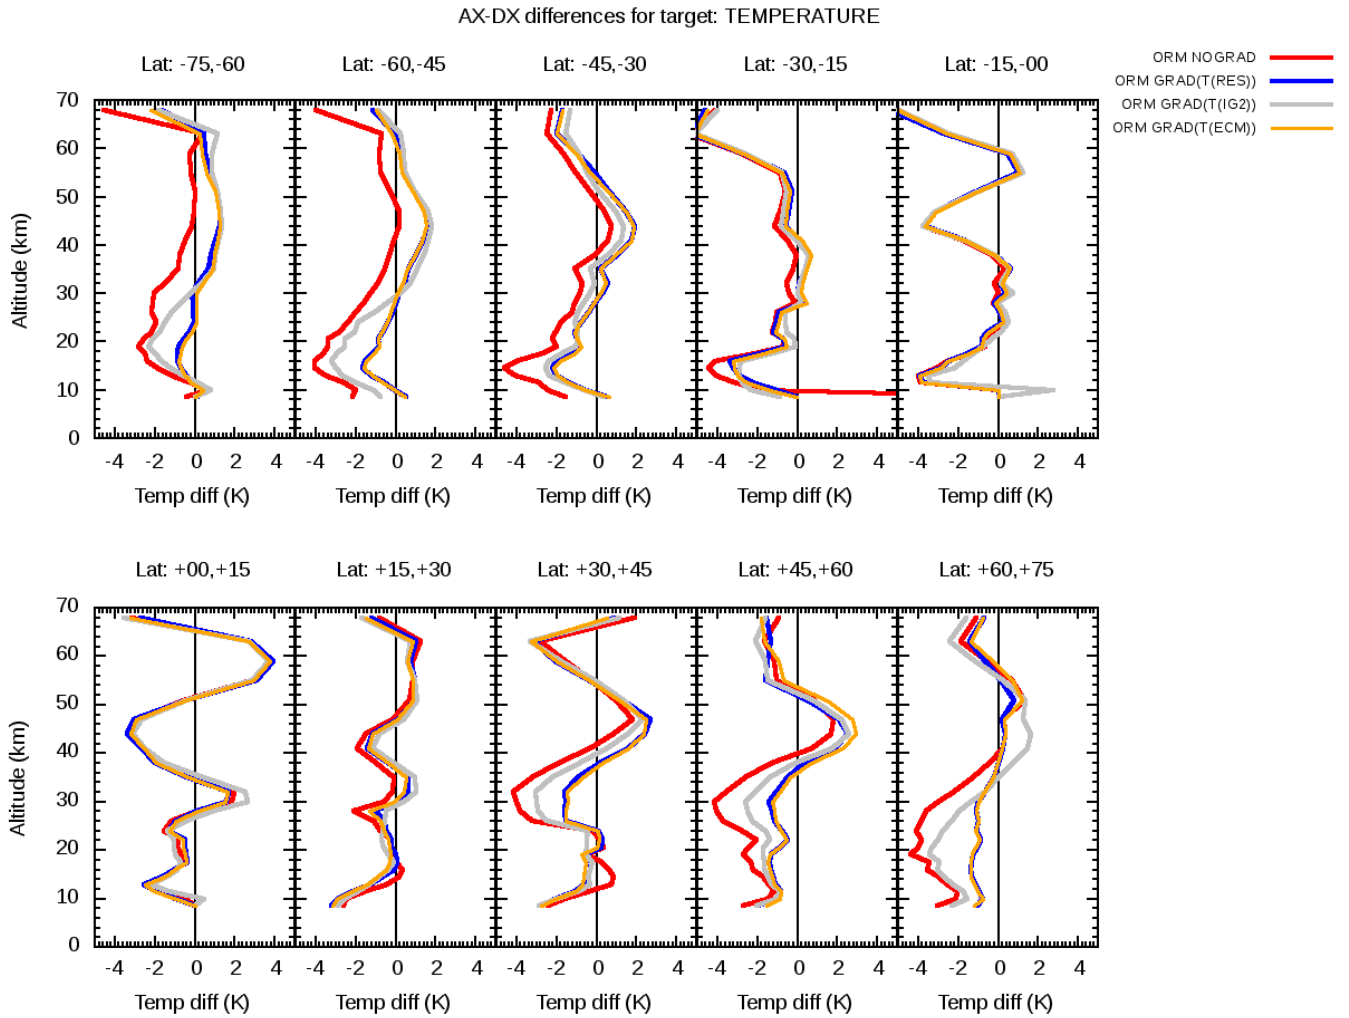 AX-DX differences for target: TEMPERATURE
Lat: -75,-60 Lat: -60,-45 Lat: -45,-30 Lat: -30,-15 Lat: -15,-00
ORM NOGRAD
ORM GRAD(T(RES))
ORM GRAD(T(IG2))
ORM GRAD(T(ECM))
70
60
50
40
30
20
10
0
Altitude (km)
-4 -2 0 2 4 -4 -2 0 2 4 -4 -2 0 2 4 -4 -2 0 2 4 -4 -2 0 2 4
Temp diff (K) Temp diff (K) Temp diff (K) Temp diff (K) Temp diff (K)
Lat: +00,+15 Lat: +15,+30 Lat: +30,+45 Lat: +45,+60 Lat: +60,+75
70
60
50
40
30
20
10
0
Altitude (km)
-4 -2 0 2 4 -4 -2 0 2 4 -4 -2 0 2 4 -4 -2 0 2 4 -4 -2 0 2 4
Temp diff (K) Temp diff (K) Temp diff (K) Temp diff (K) Temp diff (K)